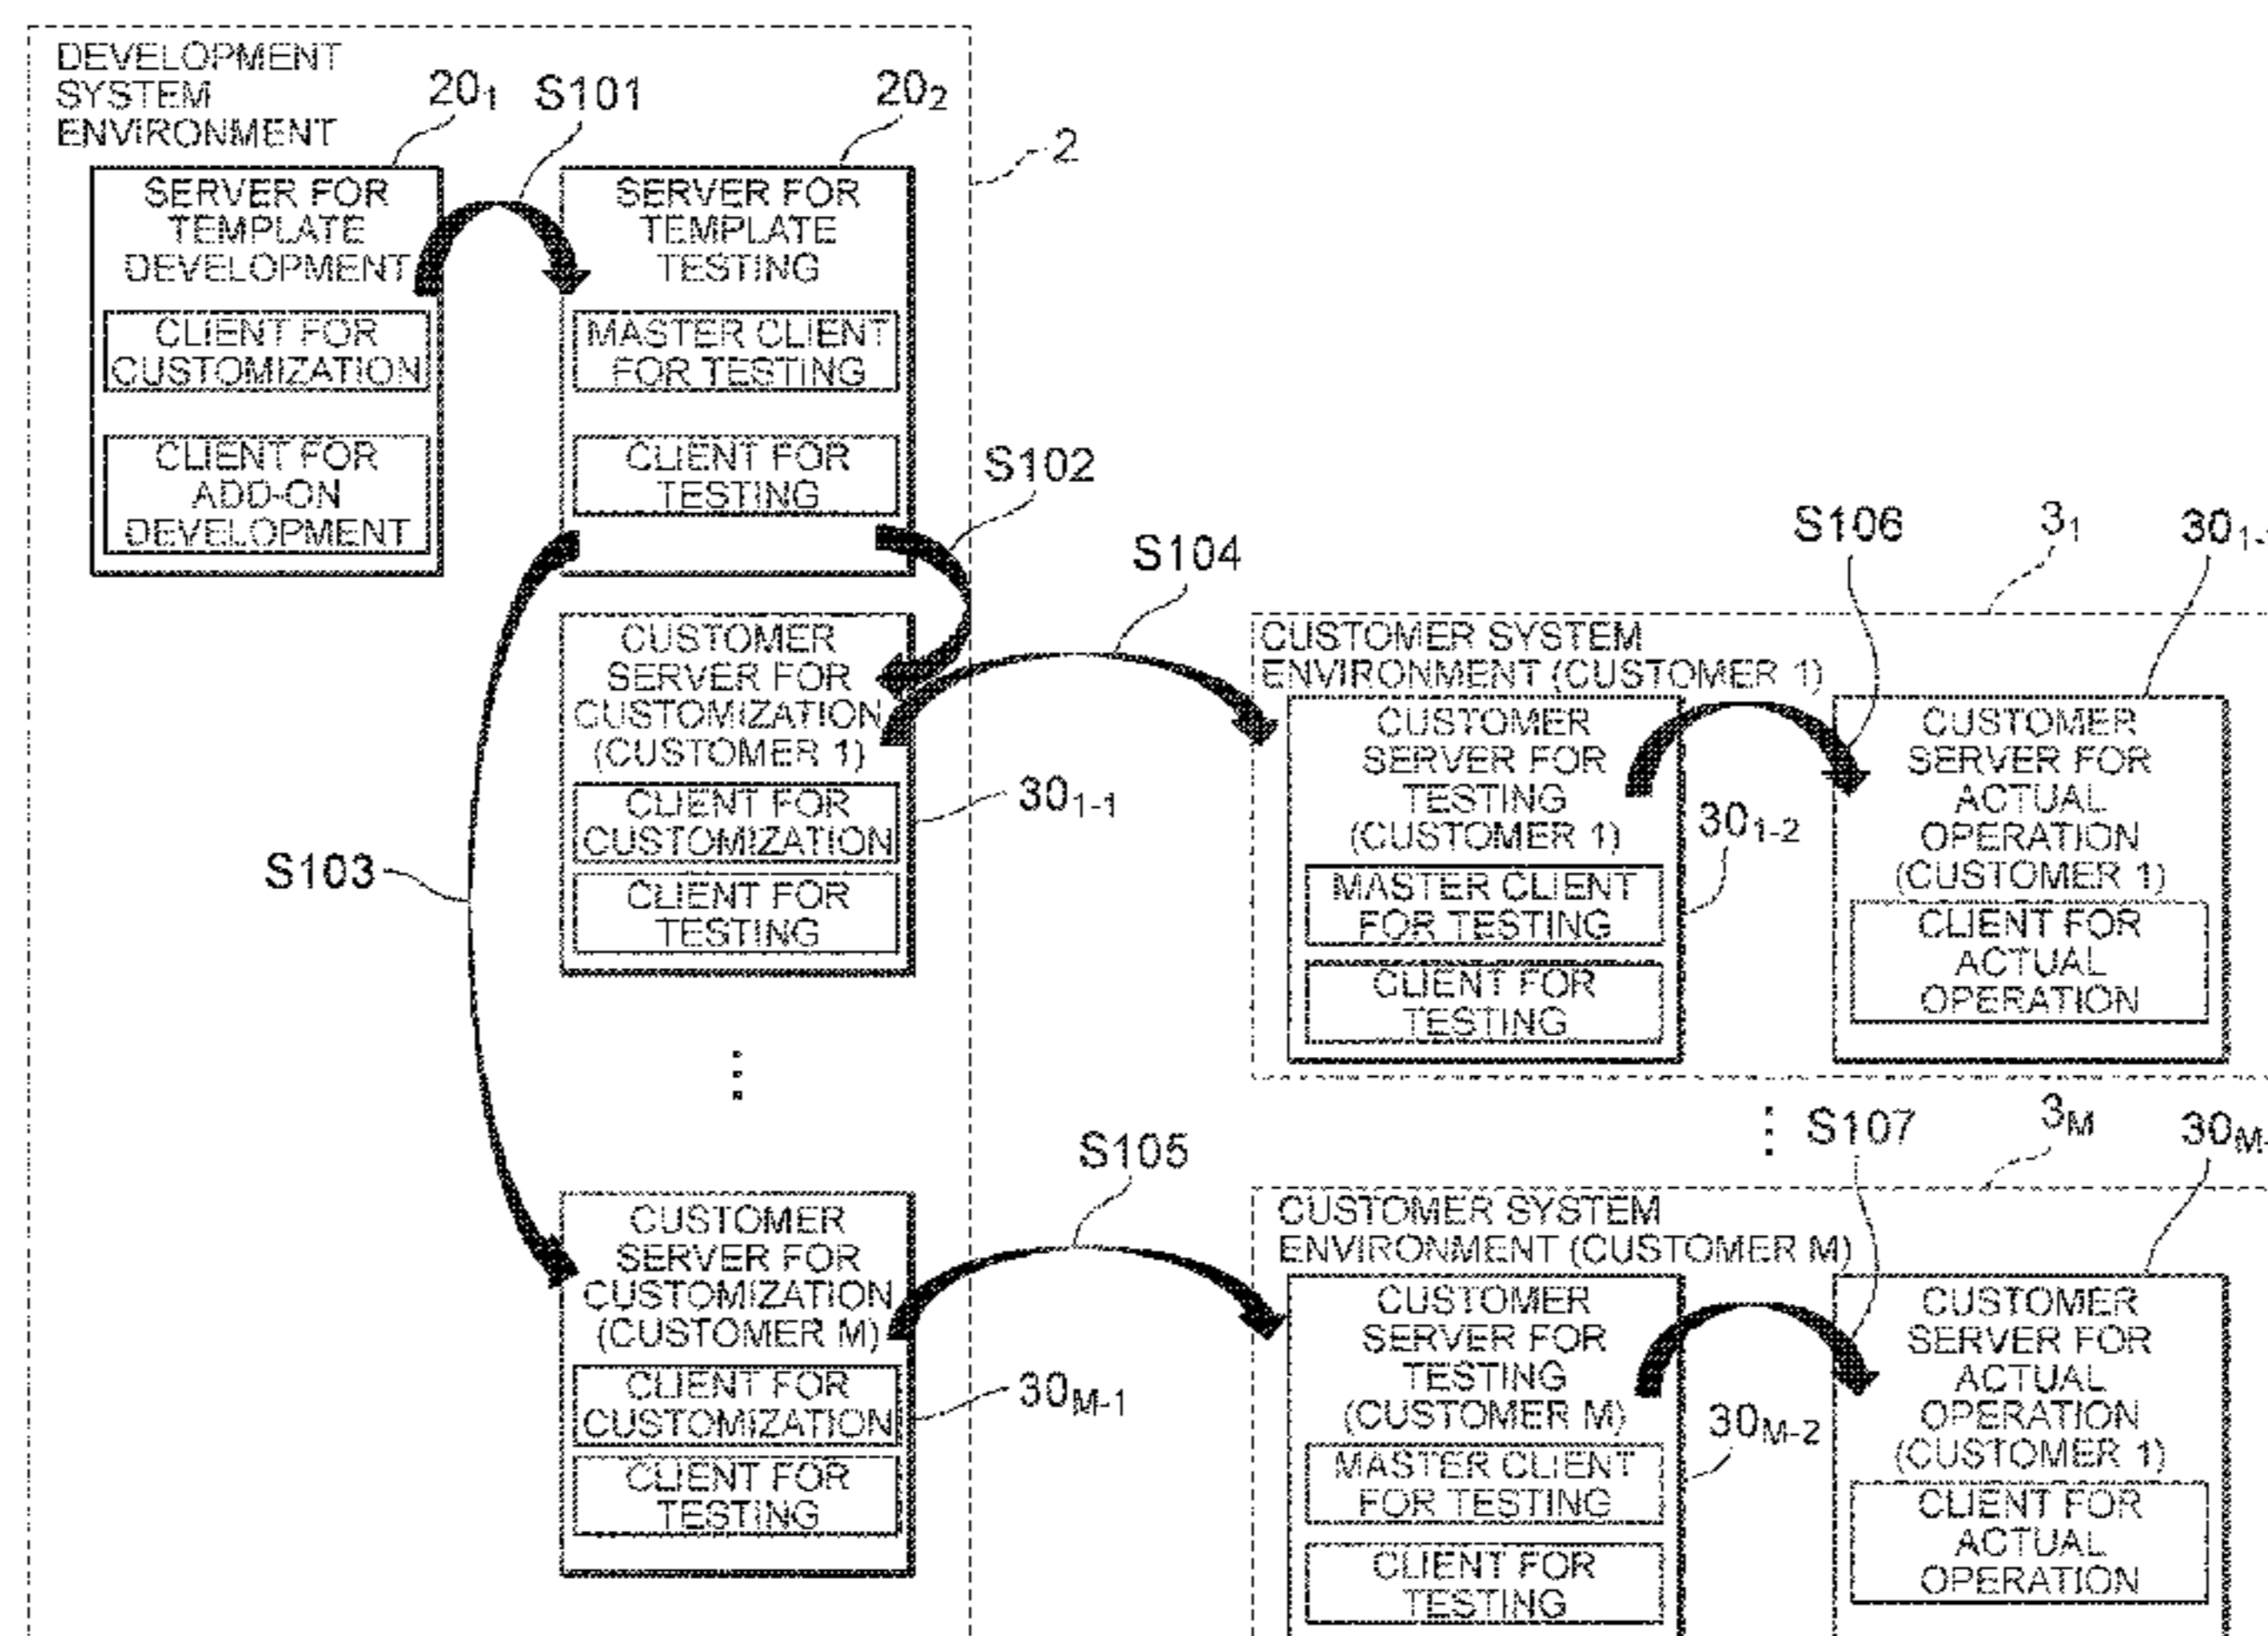 DEVELOPMENT
SYSTEM
ENVIRONMENT
20₁
S101
20₂
2
SERVER FOR
TEMPLATE
DEVELOPMENT
CLIENT FOR
CUSTOMIZATION
CLIENT FOR
ADD-ON
DEVELOPMENT
SERVER FOR
TEMPLATE
TESTING
MASTER CLIENT
FOR TESTING
CLIENT FOR
TESTING
S102
S103
S104
CUSTOMER
SERVER FOR
CUSTOMIZATION
(CUSTOMER 1)
CLIENT FOR
CUSTOMIZATION
CLIENT FOR
TESTING
30₁₋₁
S106
3₁
CUSTOMER SYSTEM
ENVIRONMENT (CUSTOMER 1)
CUSTOMER
SERVER FOR
TESTING
(CUSTOMER 1)
MASTER CLIENT
FOR TESTING
CLIENT FOR
TESTING
30₁₋₂
CUSTOMER
SERVER FOR
ACTUAL
OPERATION
(CUSTOMER 1)
CLIENT FOR
ACTUAL
OPERATION
S105
CUSTOMER
SERVER FOR
CUSTOMIZATION
(CUSTOMER M)
CLIENT FOR
CUSTOMIZATION
CLIENT FOR
TESTING
30M-1
S107
3M
CUSTOMER SYSTEM
ENVIRONMENT (CUSTOMER M)
CUSTOMER
SERVER FOR
TESTING
(CUSTOMER M)
MASTER CLIENT
FOR TESTING
CLIENT FOR
TESTING
30M-2
CUSTOMER
SERVER FOR
ACTUAL
OPERATION
(CUSTOMER 1)
CLIENT FOR
ACTUAL
OPERATION